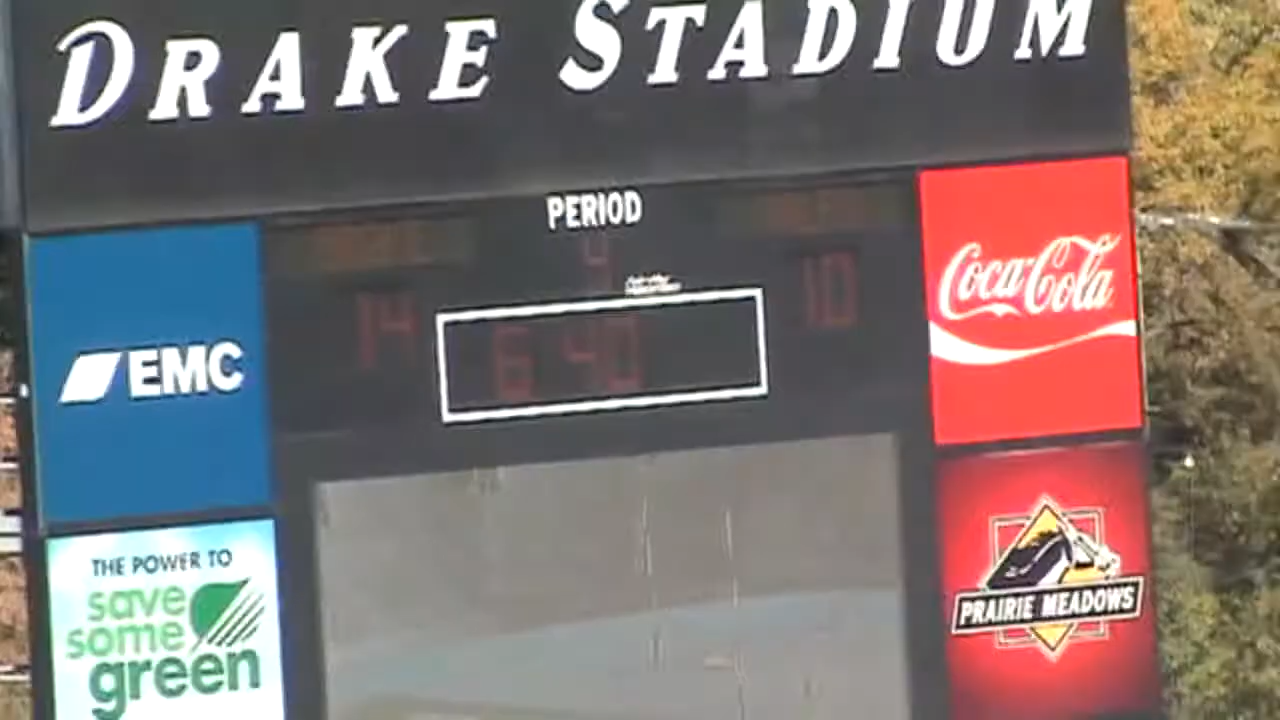 DRAKE STADIUM
PERIOD
4
14
10
6 40
EMC
Coca-Cola
THE POWER TO
save
some
green
PRAIRIE MEADOWS